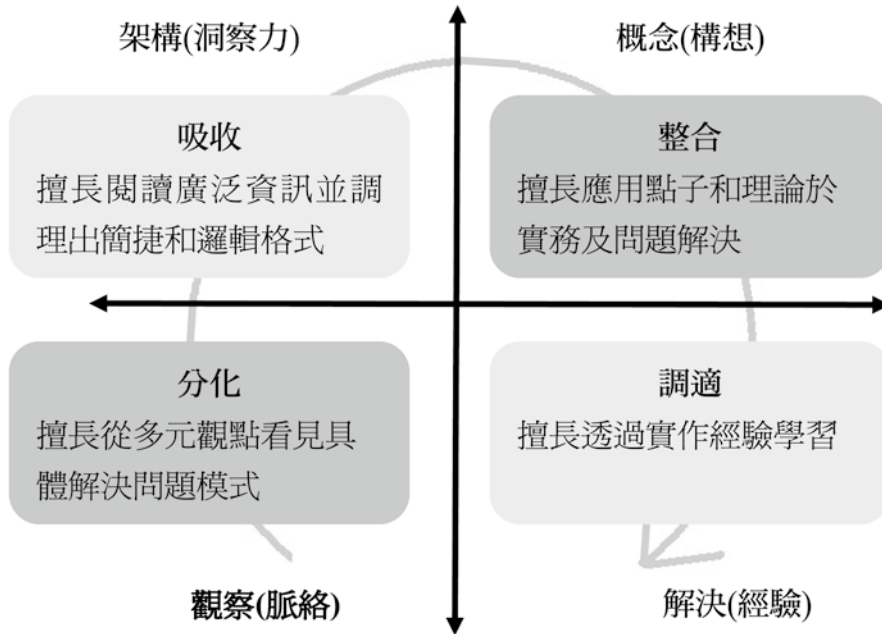 架構(洞察力)
概念(構想)
吸收
擅長閱讀廣泛資訊並調
理出簡捷和邏輯格式
整合
擅長應用點子和理論於
實務及問題解決
分化
擅長從多元觀點看見具
體解決問題模式
調適
擅長透過實作經驗學習
觀察(脈絡)
解決(經驗)